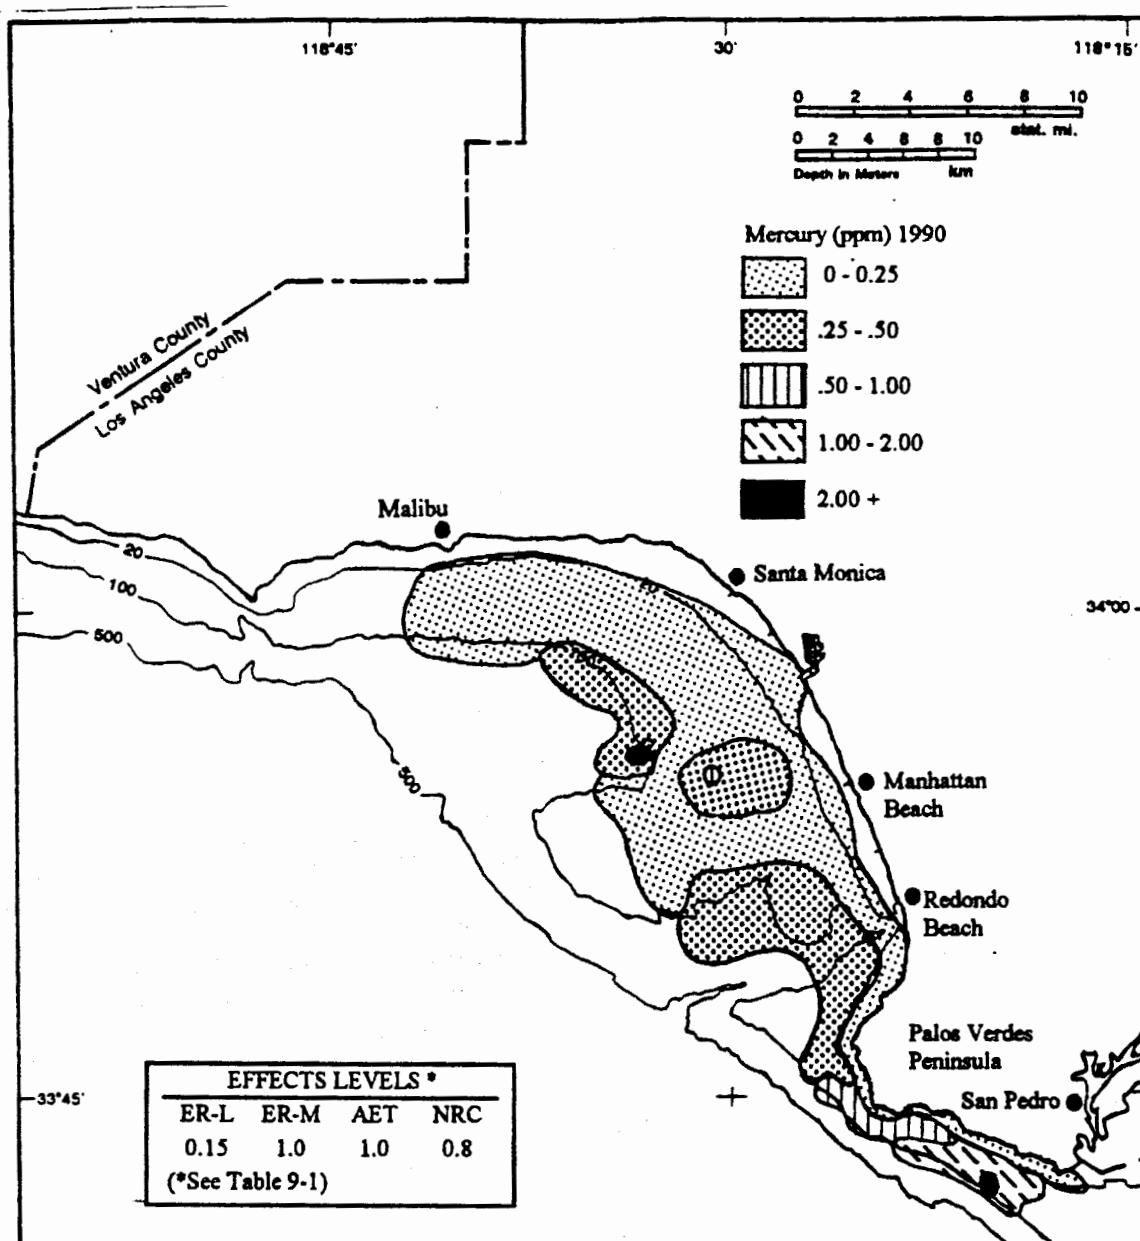 118°45' 30' 118°15'
0 2 4 6 8 10
stat. mi.
0 2 4 6 8 10
Depth in Meters km
Mercury (ppm) 1990
0 - 0.25
.25 - .50
.50 - 1.00
1.00 - 2.00
2.00 +
Ventura County
Los Angeles County
Malibu
20
100
500
Santa Monica
34°00
500
Manhattan
Beach
Redondo
Beach
Palos Verdes
Peninsula
San Pedro
33°45'
EFFECTS LEVELS *
ER-L ER-M AET NRC
0.15 1.0 1.0 0.8
(*See Table 9-1)